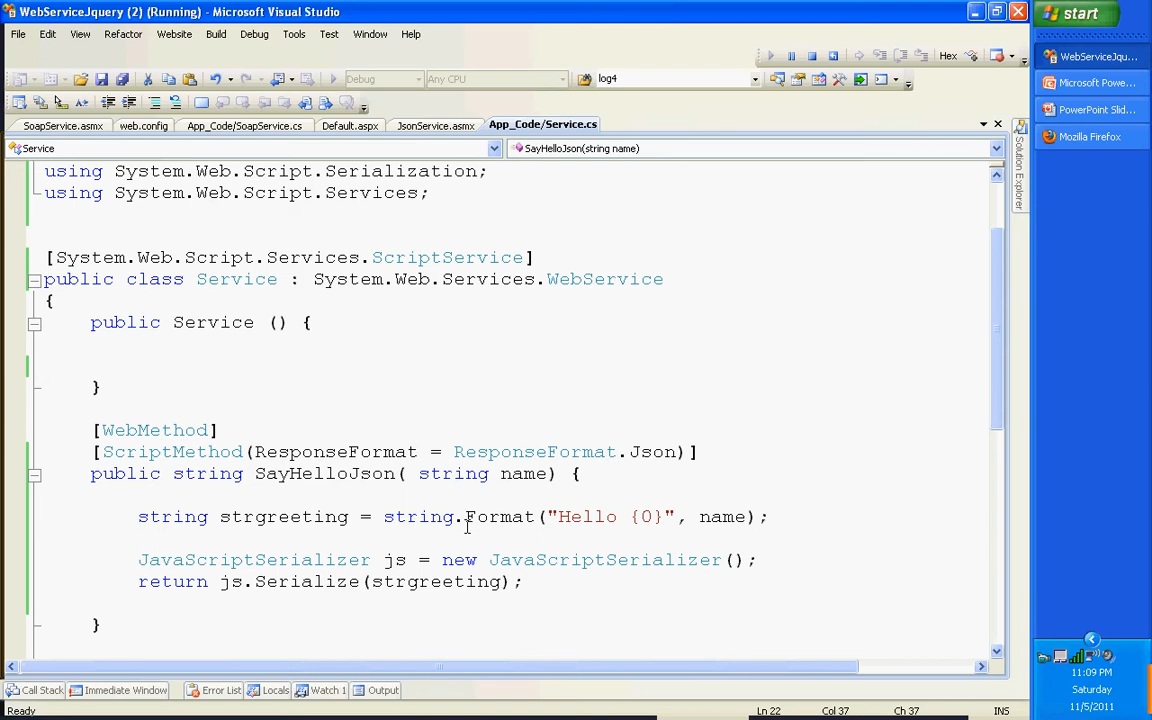 WebServiceJquery (2) (Running) - Microsoft Visual Studio
start
File Edit View Refactor Website Build Debug Tools Test Window Help
WebServiceJqu...
Hex
Debug Any CPU log4
Microsoft Powe...
PowerPoint Slid...
SoapService.asmx web.config App_Code/SoapService.cs Default.aspx JsonService.asmx App_Code/Service.cs
Mozilla Firefox
Service SayHelloJson(string name)
Solution Explorer
using System.Web.Script.Serialization;
using System.Web.Script.Services;
[System.Web.Script.Services.ScriptService]
public class Service : System.Web.Services.WebService
{
public Service () {
}
[WebMethod]
[ScriptMethod(ResponseFormat = ResponseFormat.Json)]
public string SayHelloJson( string name) {
string strgreeting = string.Format("Hello {0}", name);
JavaScriptSerializer js = new JavaScriptSerializer();
return js.Serialize(strgreeting);
}
11:09 PM
Saturday
11/5/2011
Call Stack Immediate Window Error List Locals Watch 1 Output
Ready Ln 22 Col 37 Ch 37 INS